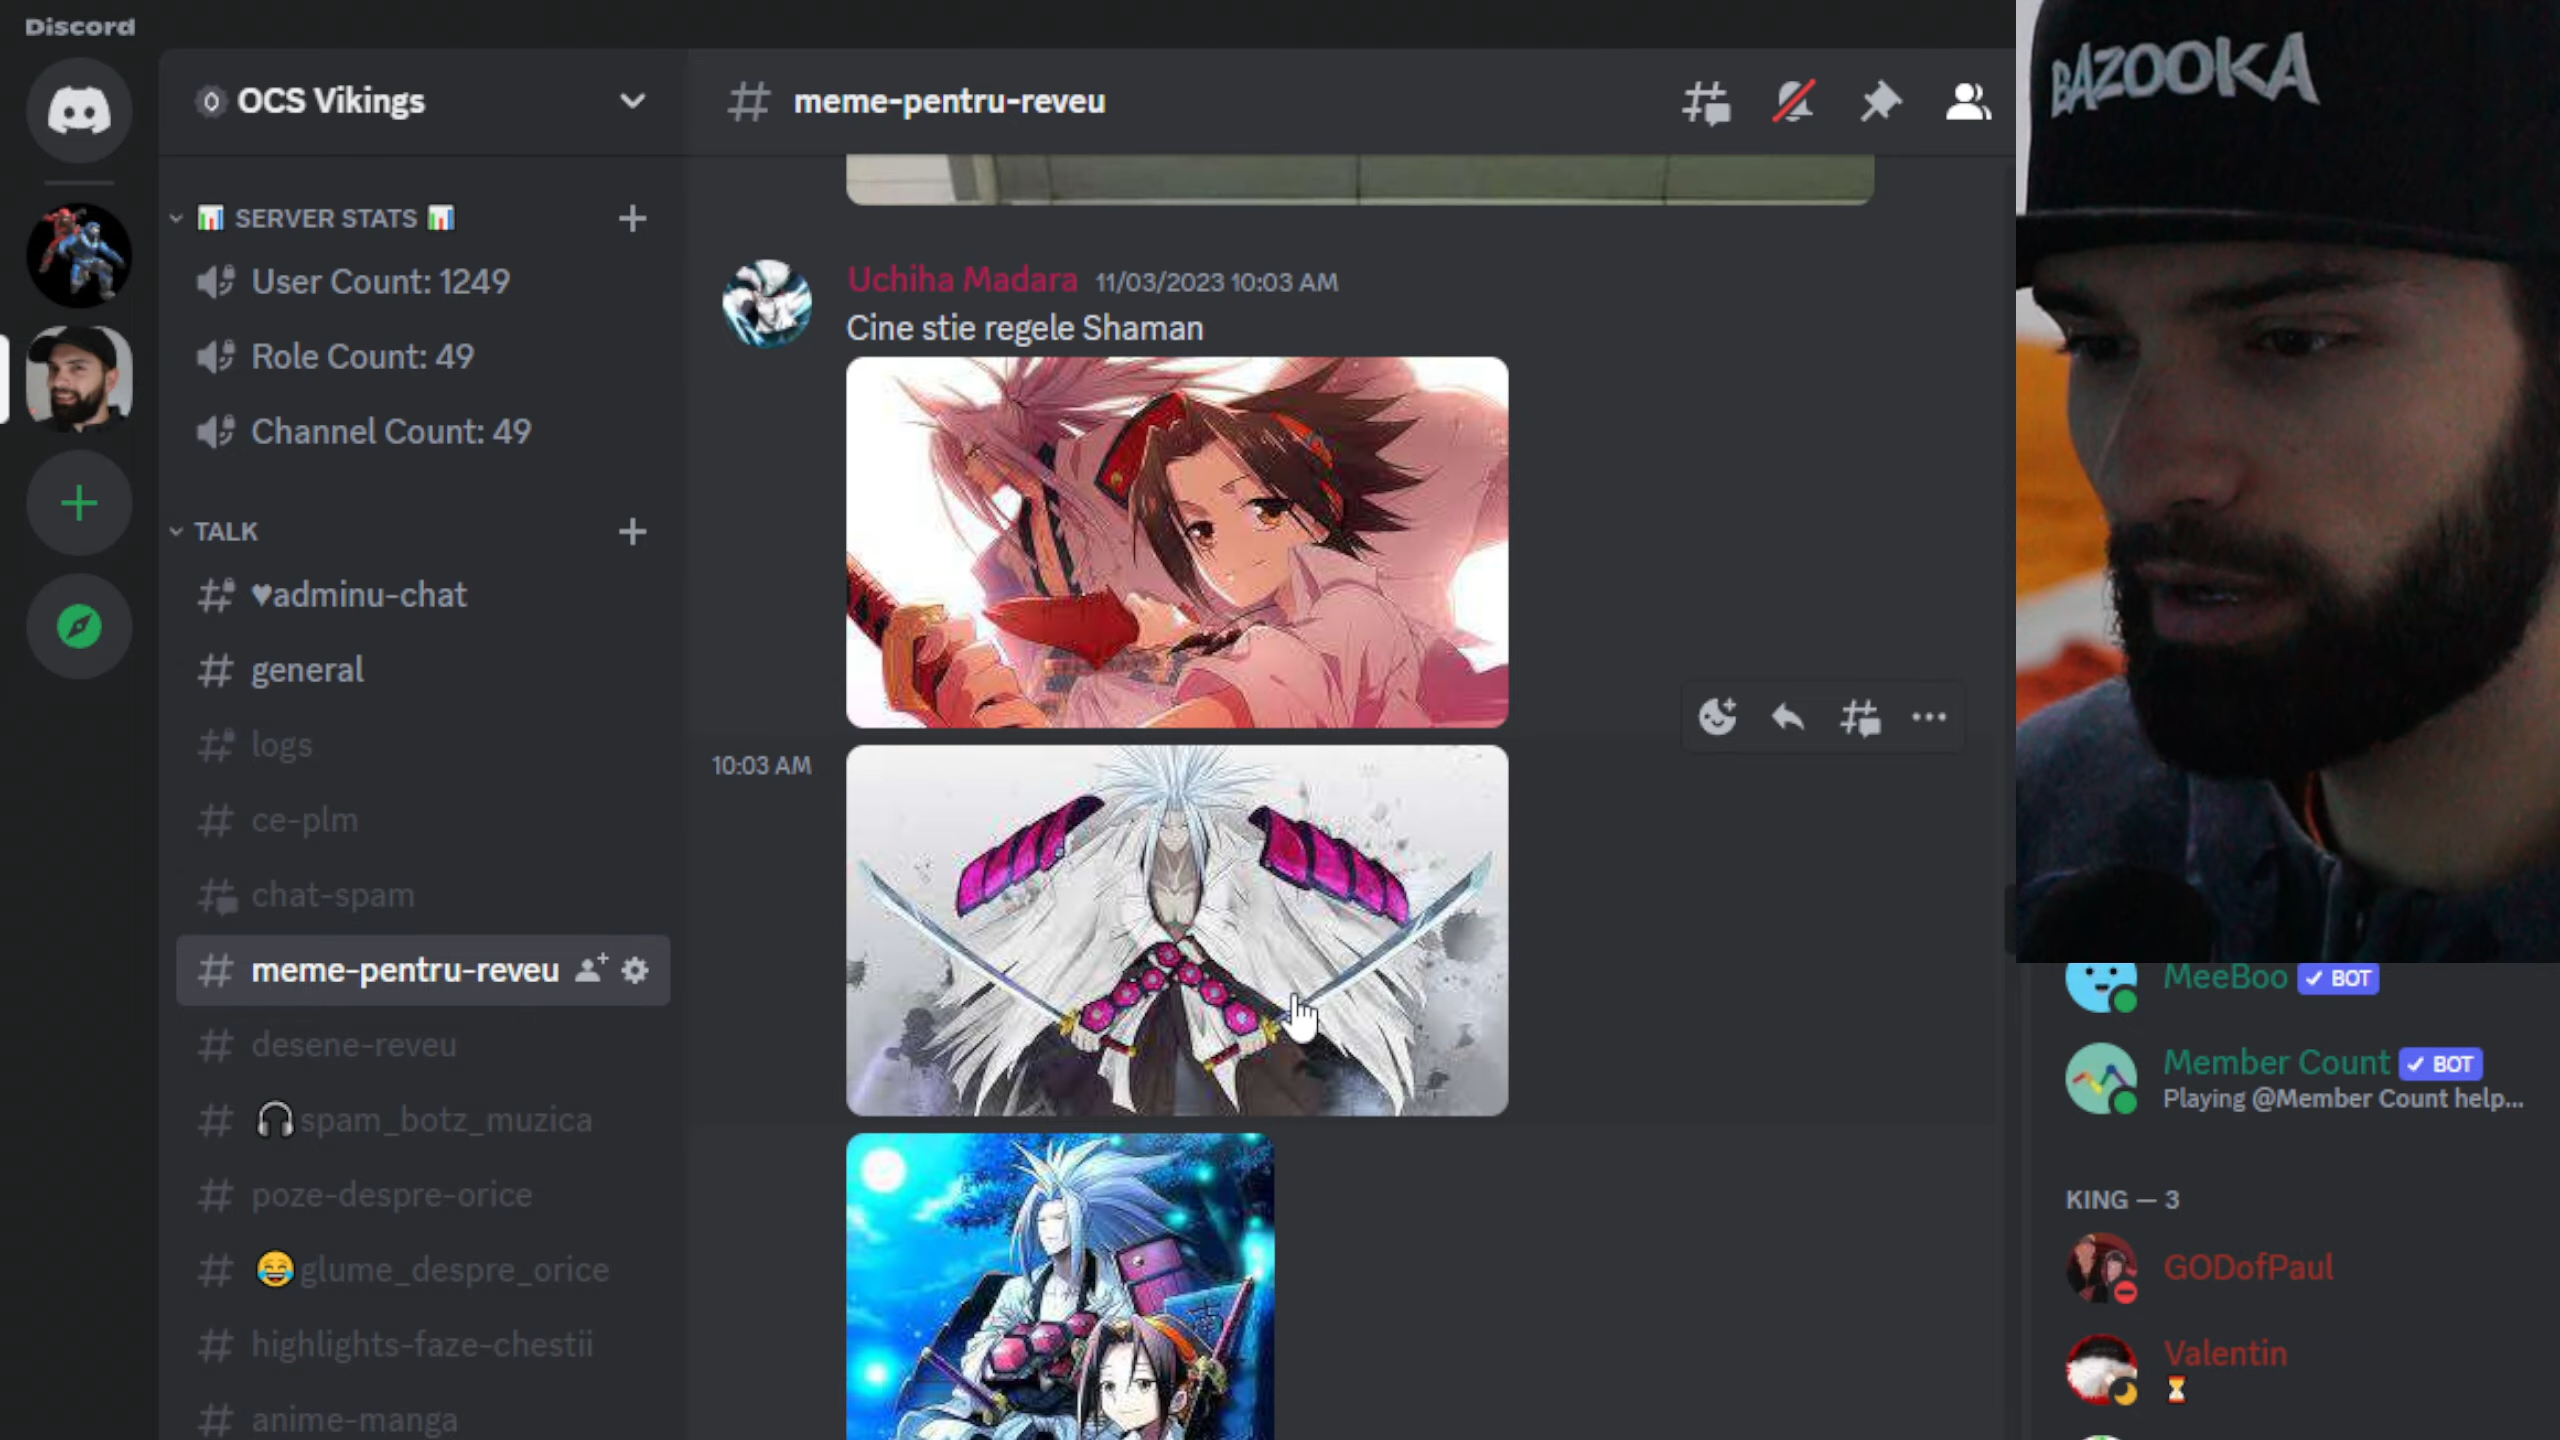 Discord
OCS Vikings
📊 SERVER STATS 📊
User Count: 1249
Role Count: 49
Channel Count: 49
TALK
♥adminu-chat
general
logs
ce-plm
chat-spam
meme-pentru-reveu
desene-reveu
🎧spam_botz_muzica
poze-despre-orice
😂glume_despre_orice
highlights-faze-chestii
anime-manga
meme-pentru-reveu
Uchiha Madara 11/03/2023 10:03 AM
Cine stie regele Shaman
10:03 AM
BAZOOKA
MeeBoo ✓ BOT
Member Count ✓ BOT
Playing @Member Count help...
KING — 3
GODofPaul
Valentin
⌛